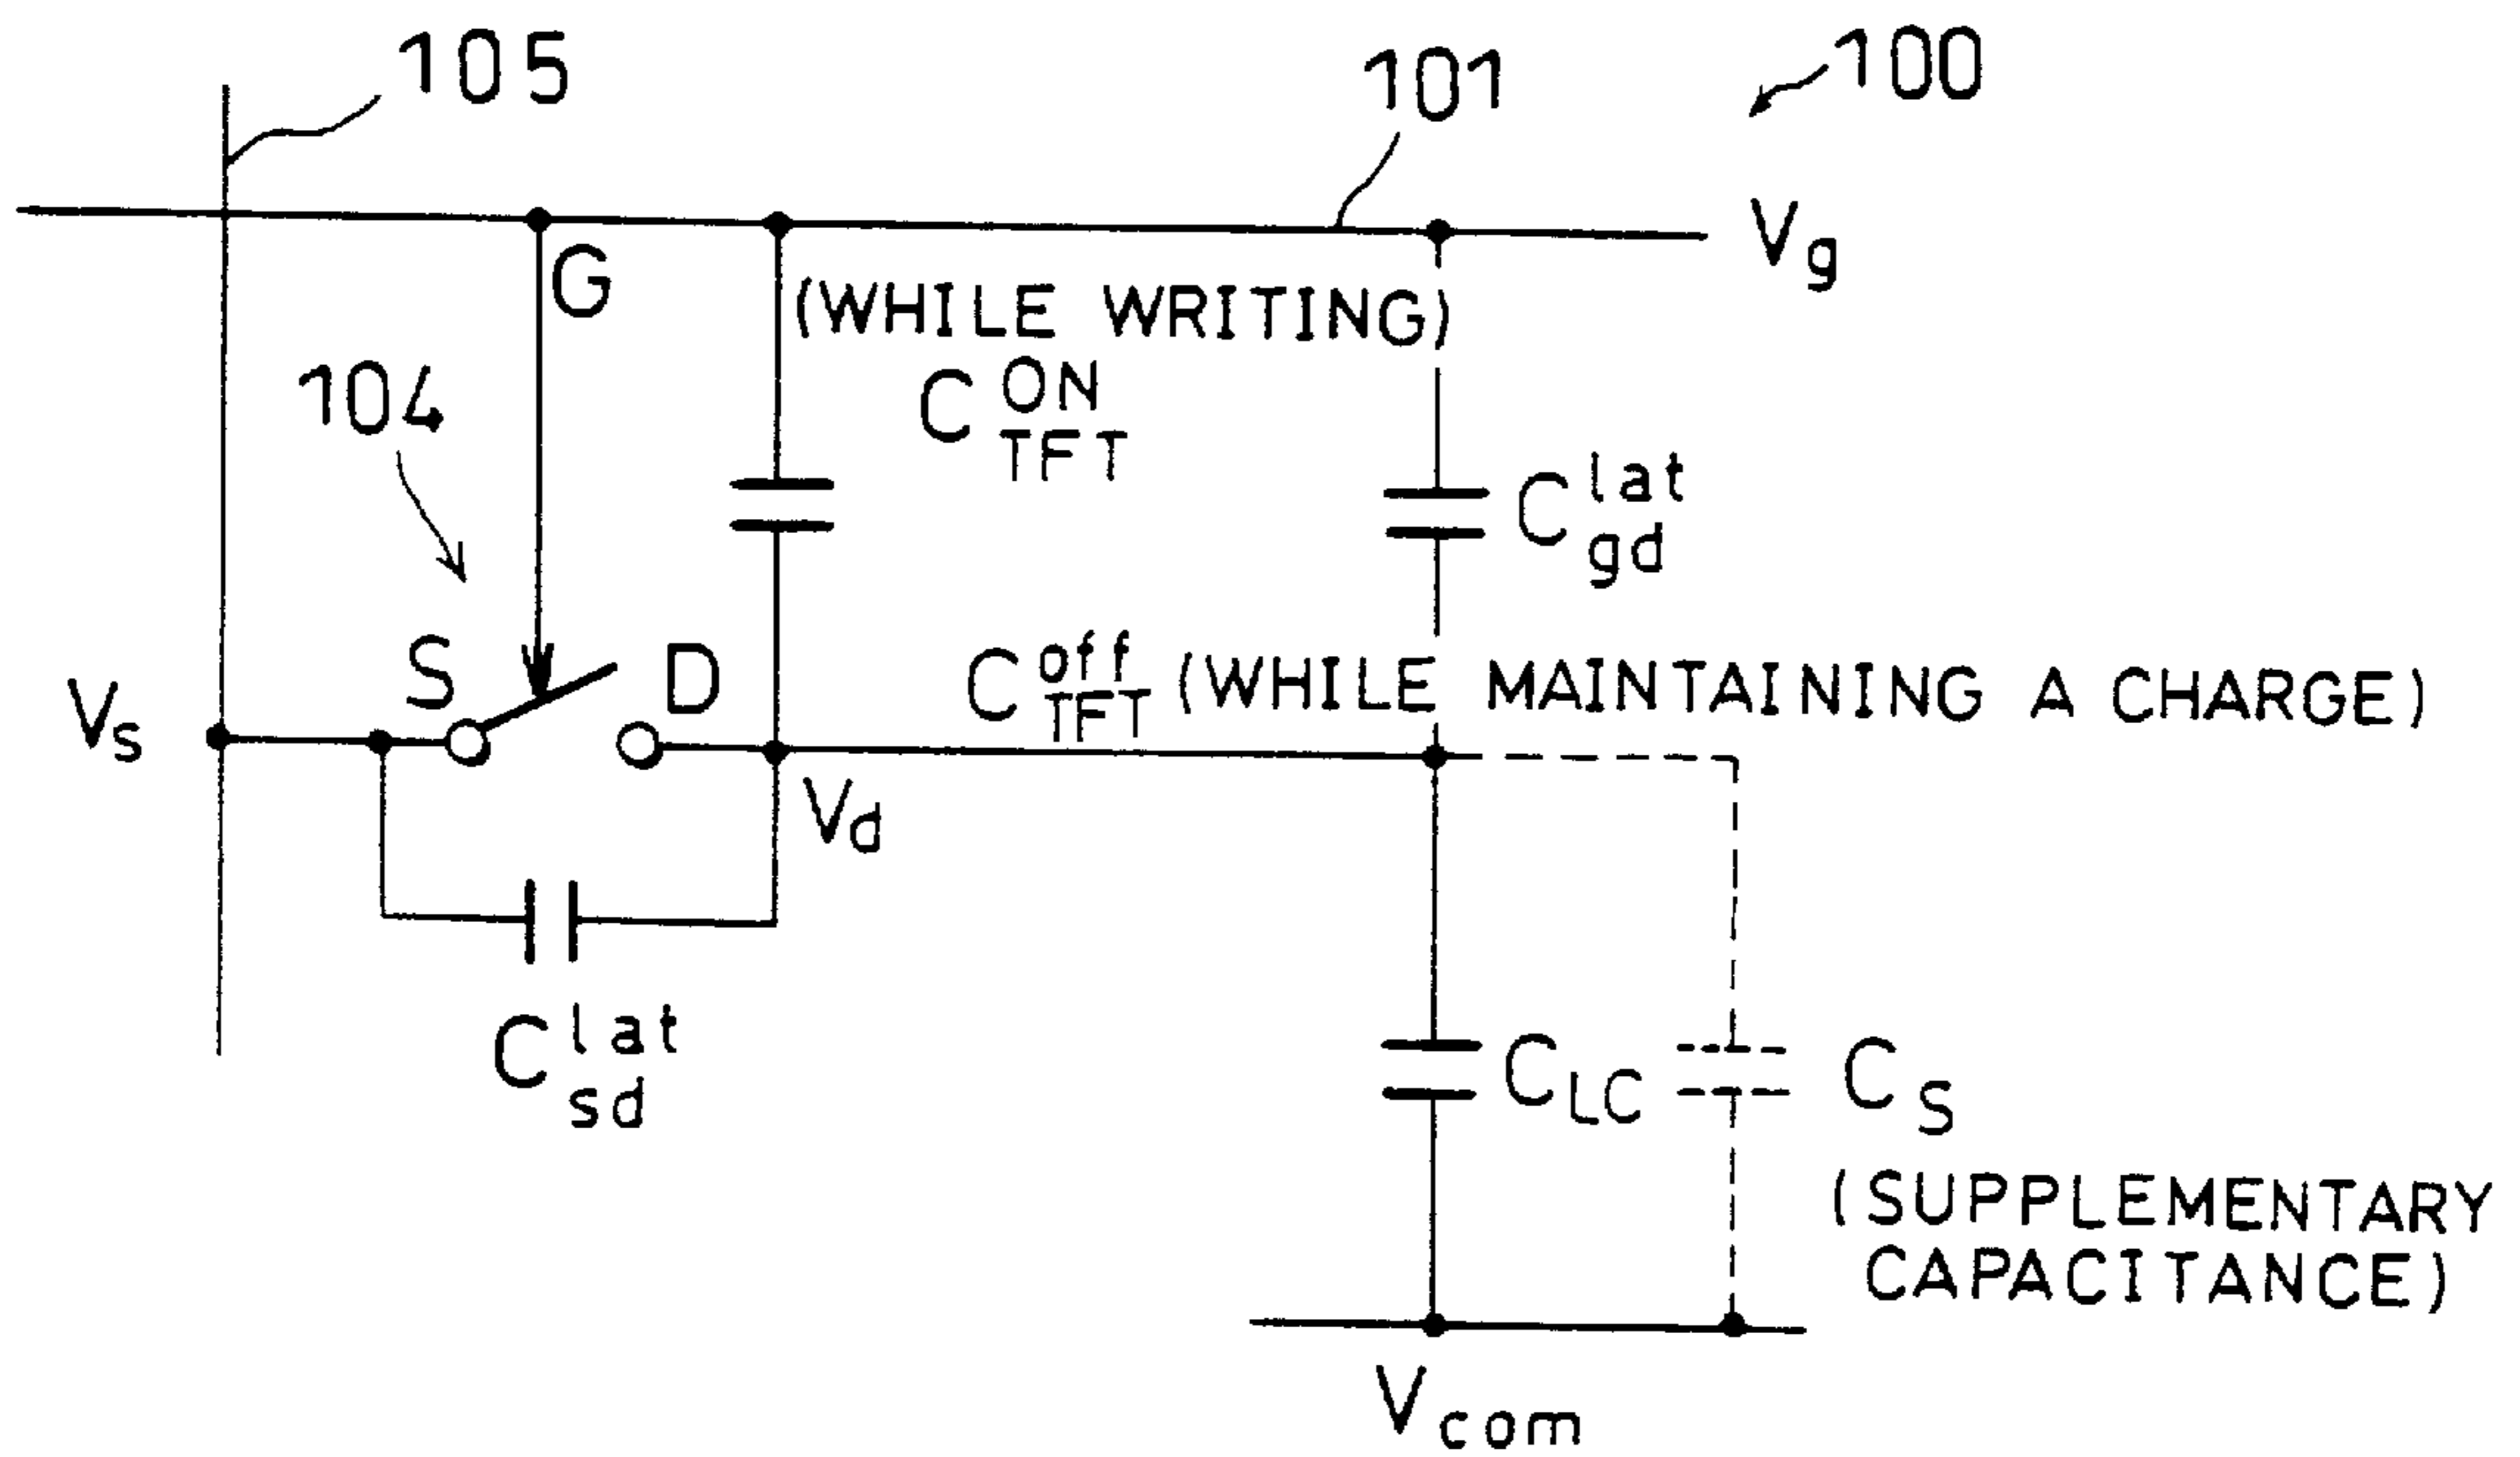 105
101
100
G
Vg
(WHILE WRITING)
C ON TFT
104
C lat gd
S
D
Vs
C off TFT (WHILE MAINTAINING A CHARGE)
Vd
C lat sd
CLC
CS
(SUPPLEMENTARY
CAPACITANCE)
Vcom